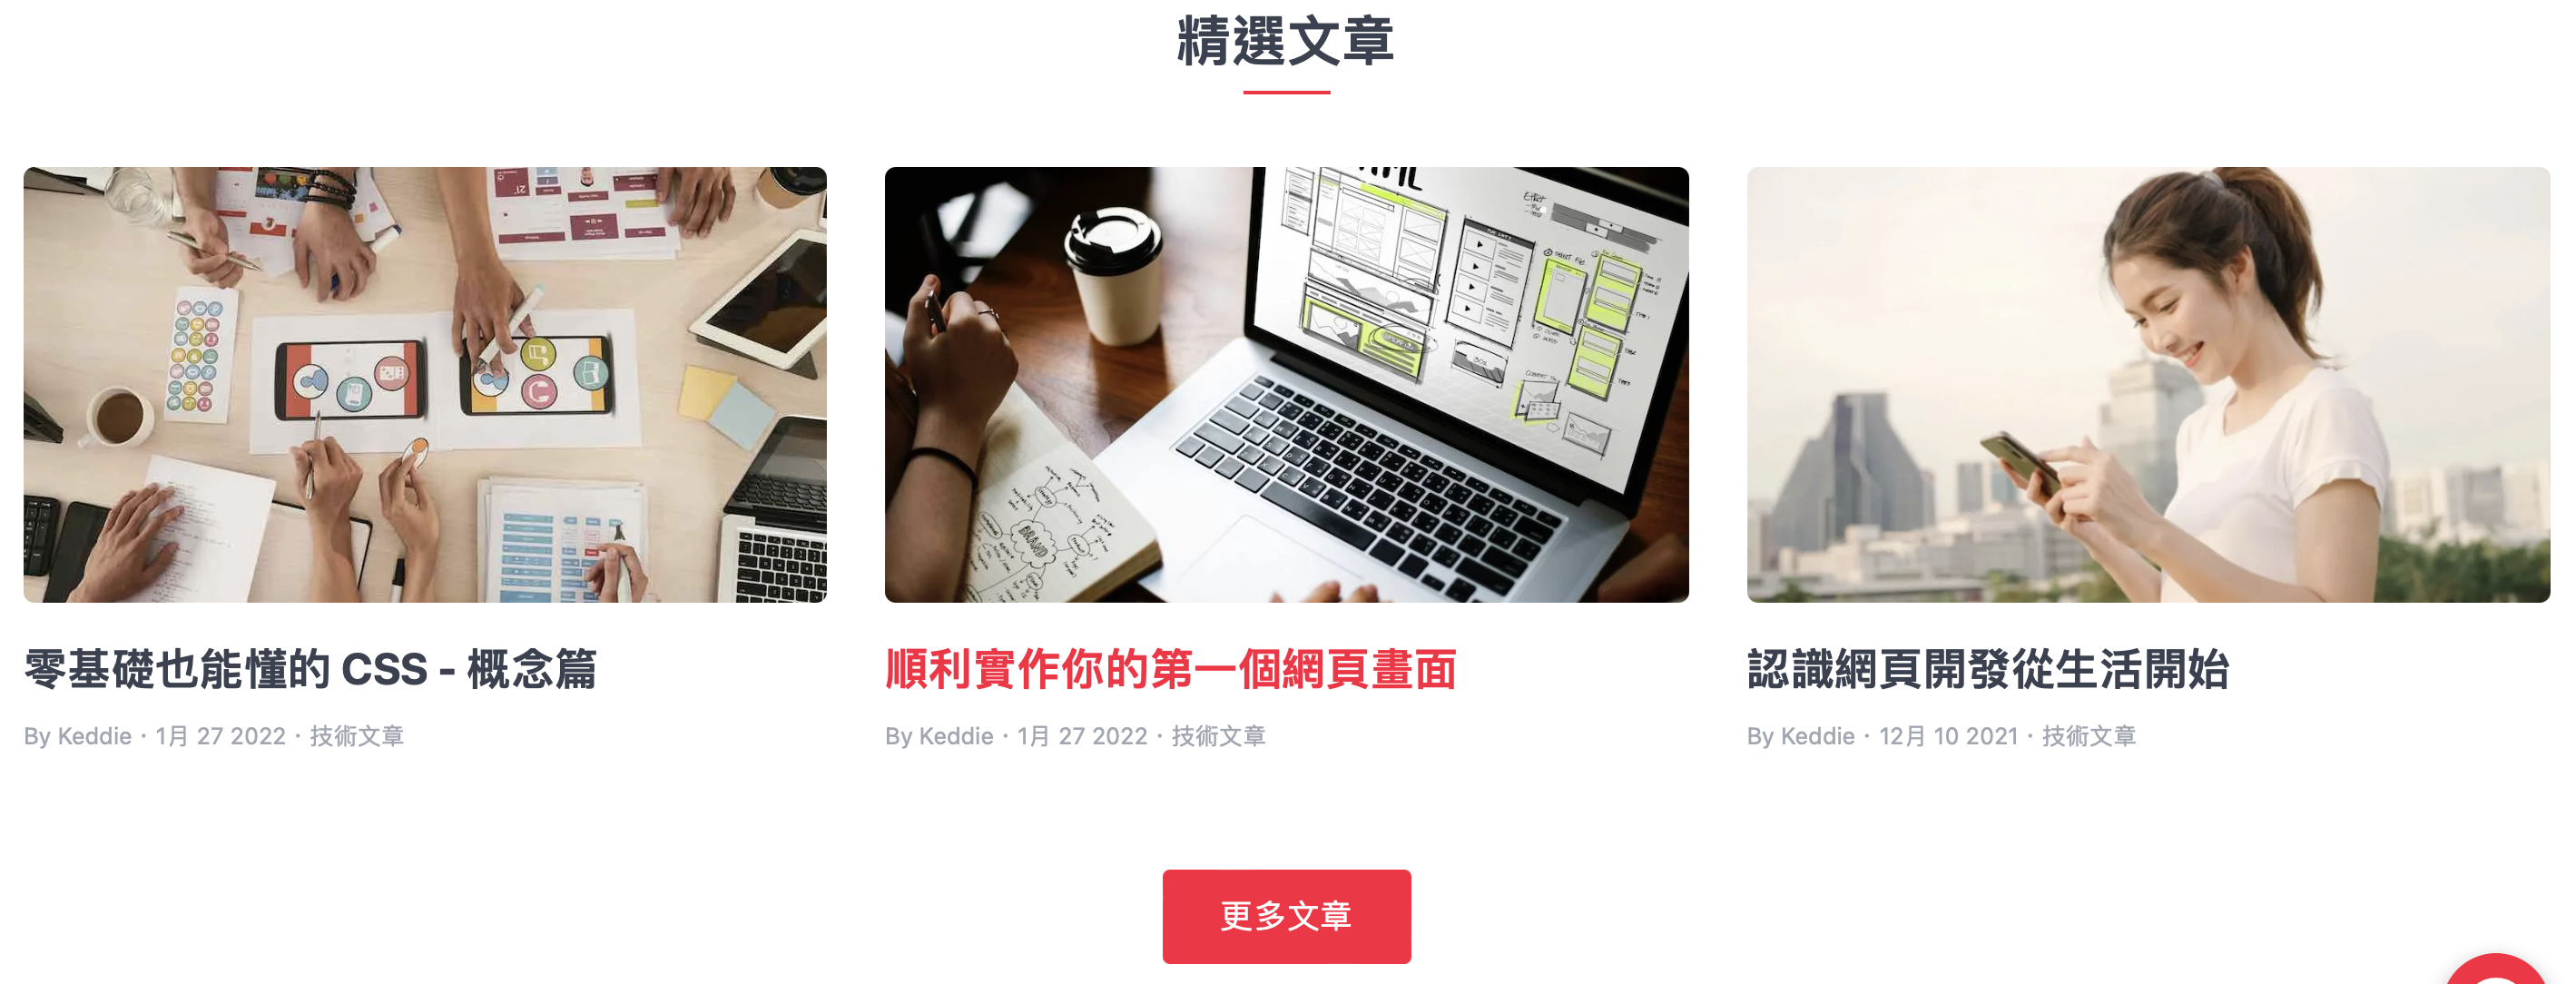 精選文章
零基礎也能懂的 CSS - 概念篇
By Keddie · 1月 27 2022 · 技術文章
順利實作你的第一個網頁畫面
By Keddie · 1月 27 2022 · 技術文章
認識網頁開發從生活開始
By Keddie · 12月 10 2021 · 技術文章
更多文章